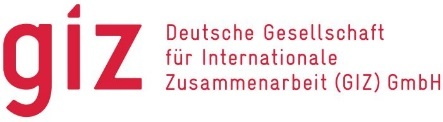 giz
Deutsche Gesellschaft
für Internationale
Zusammenarbeit (GIZ) GmbH